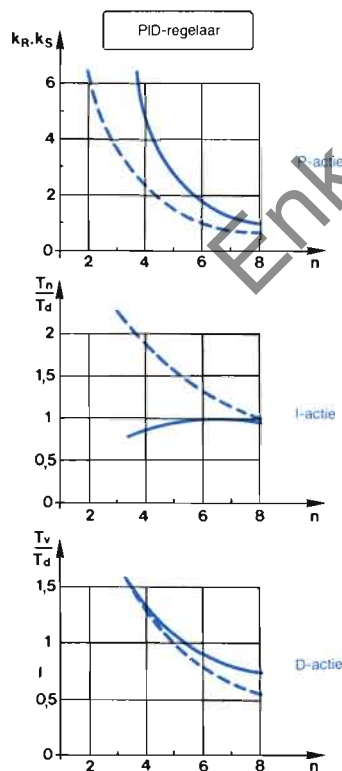 PID-regelaar
kR.kS
6
4
2
0
2 4 6 8 n
P-actie
Enk
Tn
Td
2
1,5
1
0,5
0
2 4 6 8 n
I-actie
Tv
Td
1,5
1
0,5
0
2 4 6 8 n
D-actie